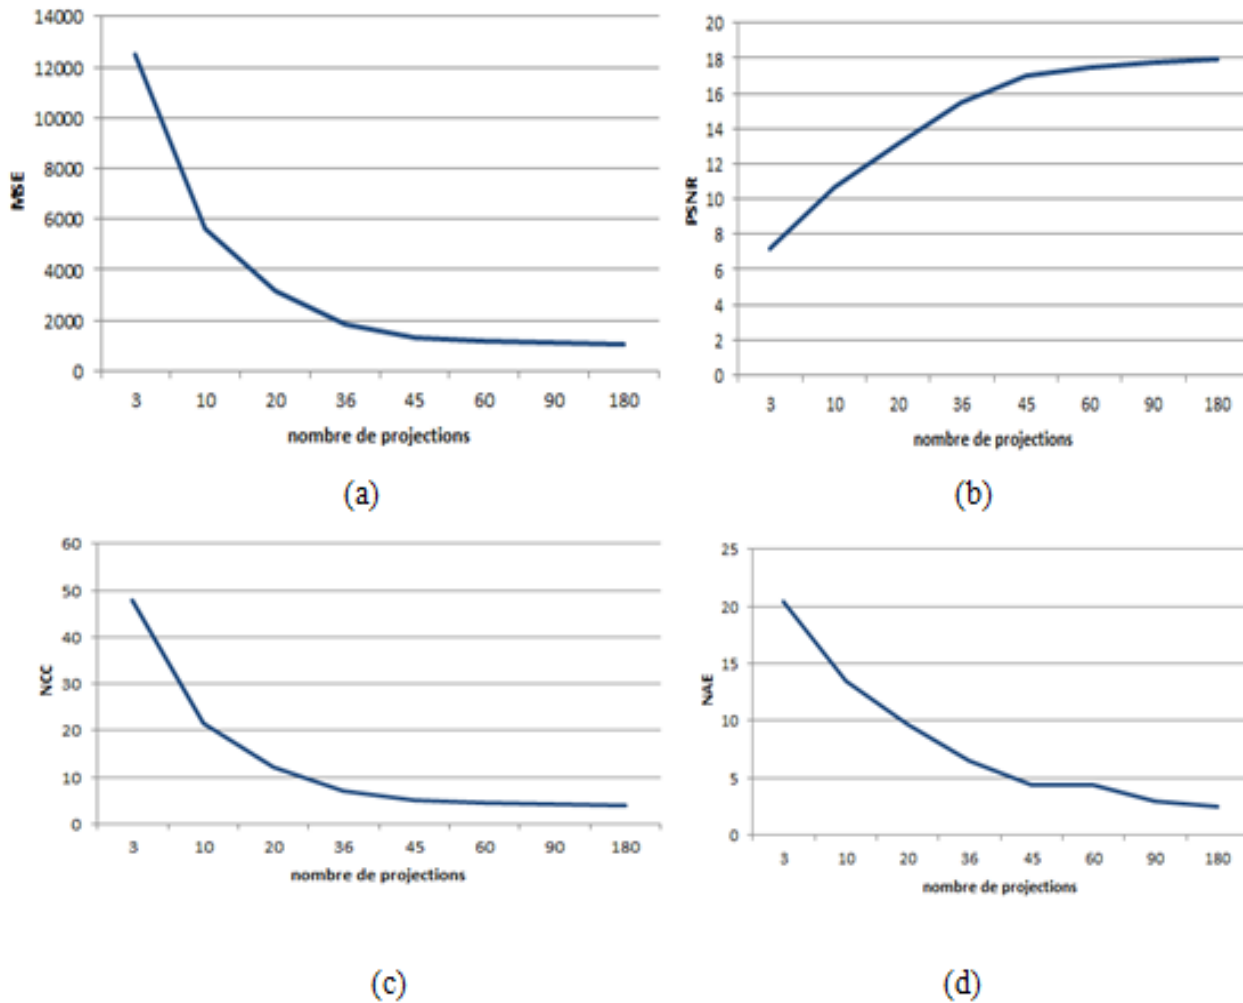 14000
12000
10000
8000
6000
4000
2000
0
MSE
3 10 20 36 45 60 90 180
nombre de projections
(a)
20
18
16
14
12
10
8
6
4
2
0
PSNR
3 10 20 36 45 60 90 180
nombre de projections
(b)
60
50
40
30
20
10
0
NCC
3 10 20 36 45 60 90 180
nombre de projections
(c)
25
20
15
10
5
0
NAE
3 10 20 36 45 60 90 180
nombre de projections
(d)